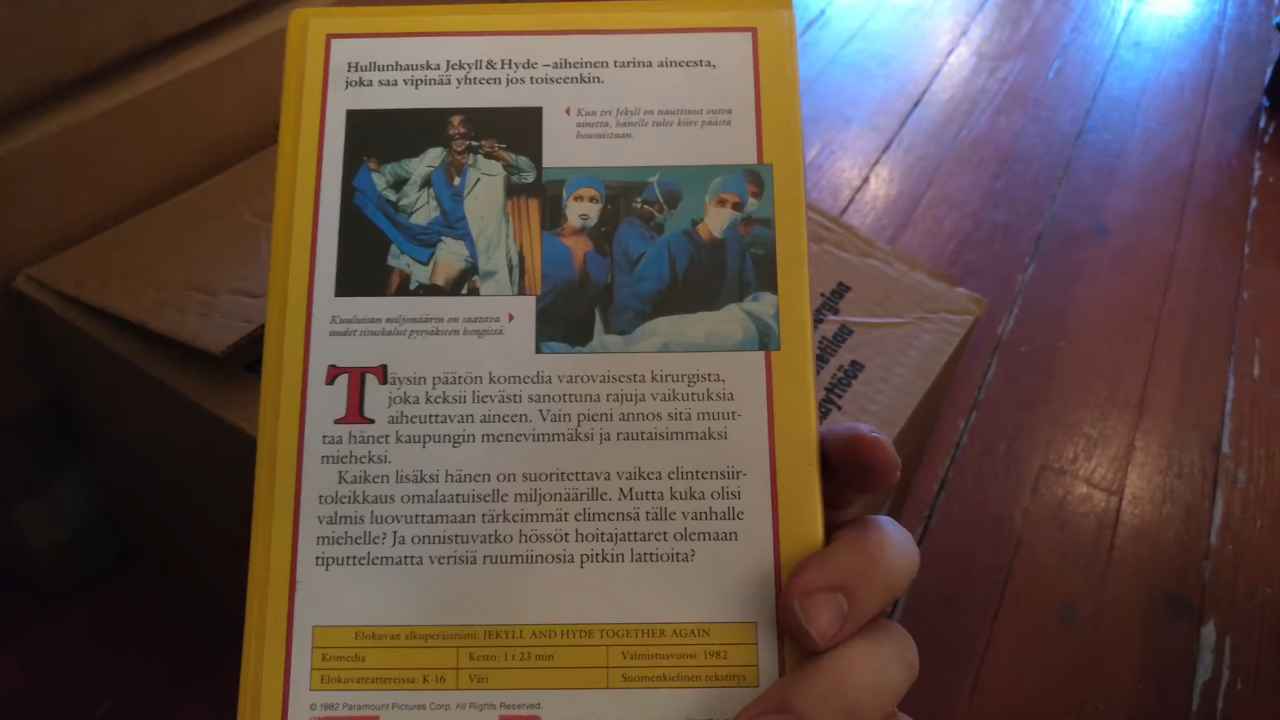 Hullunhauska Jekyll & Hyde –aiheinen tarina aineesta,
joka saa vipinää yhteen jos toiseenkin.
Kun tri Jekyll on nauttinut outoa
ainetta, hänelle tulee kiire päästä
housuistaan.
Kuuluisan miljonäärin on saatava
uudet sisuskalut pysyäkseen hengissä.
Täysin päätön komedia varovaisesta kirurgista,
joka keksii lievästi sanottuna rajuja vaikutuksia
aiheuttavan aineen. Vain pieni annos sitä muut-
taa hänet kaupungin menevimmäksi ja rautaisimmaksi
mieheksi.
Kaiken lisäksi hänen on suoritettava vaikea elintensiir-
toleikkaus omalaatuiselle miljonäärille. Mutta kuka olisi
valmis luovuttamaan tärkeimmät elimensä tälle vanhalle
miehelle? Ja onnistuvatko hössöt hoitajattaret olemaan
tiputtelematta verisiä ruumiinosia pitkin lattioita?
Elokuvan alkuperäisnimi: JEKYLL AND HYDE TOGETHER AGAIN
Komedia Kesto: 1 t 23 min Valmistusvuosi: 1982
Elokuvateattereissa: K-16 Väri Suomenkielinen tekstitys
© 1982 Paramount Pictures Corp. All Rights Reserved.